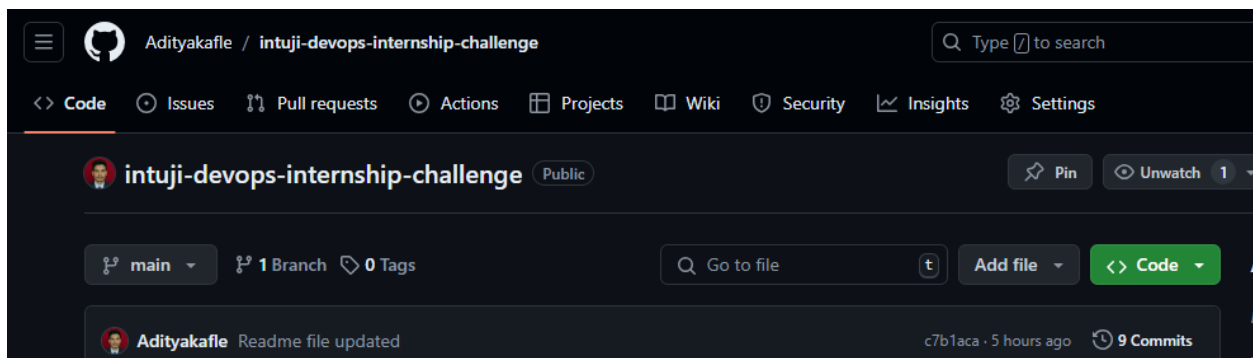 Adityakafle / intuji-devops-internship-challenge Type / to search
Code Issues Pull requests Actions Projects Wiki Security Insights Settings
intuji-devops-internship-challenge Public Pin Unwatch 1
main 1 Branch 0 Tags Go to file t Add file Code
Adityakafle Readme file updated c7b1aca · 5 hours ago 9 Commits